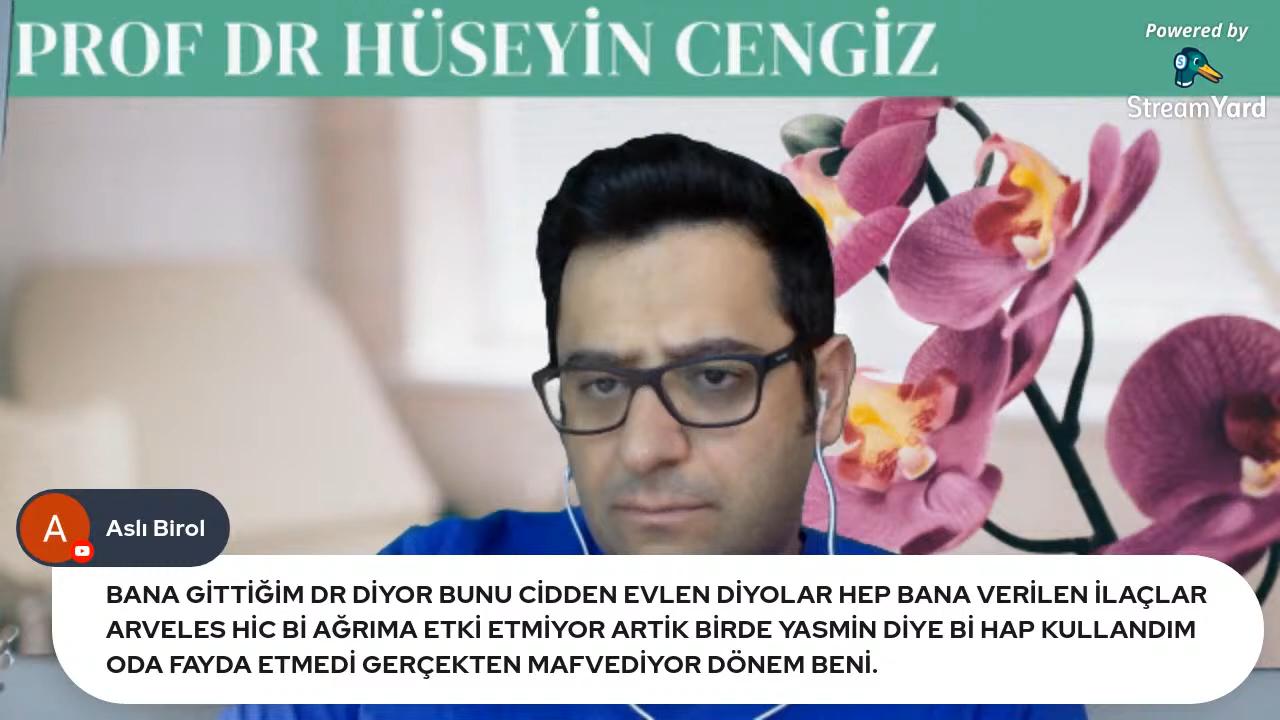 PROF DR HÜSEYİN CENGİZ
Powered by
StreamYard
Aslı Birol
BANA GİTTİĞİM DR DİYOR BUNU CİDDEN EVLEN DİYOLAR HEP BANA VERİLEN İLAÇLAR
ARVELES HİC Bİ AĞRIMA ETKİ ETMİYOR ARTİK BİRDE YASMİN DİYE Bİ HAP KULLANDIM
ODA FAYDA ETMEDİ GERÇEKTEN MAFVEDİYOR DÖNEM BENİ.